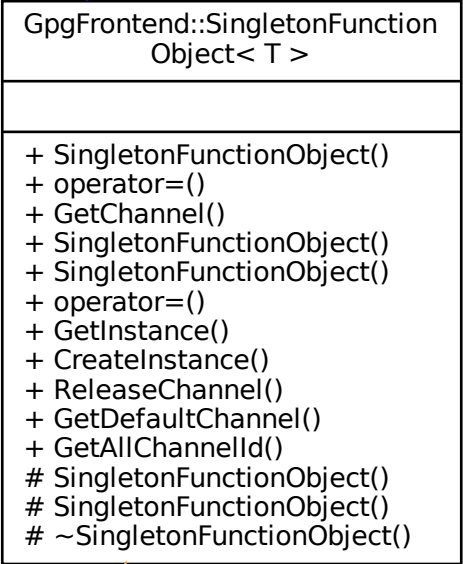 GpgFrontend::SingletonFunction
Object< T >
+ SingletonFunctionObject()
+ operator=()
+ GetChannel()
+ SingletonFunctionObject()
+ SingletonFunctionObject()
+ operator=()
+ GetInstance()
+ CreateInstance()
+ ReleaseChannel()
+ GetDefaultChannel()
+ GetAllChannelId()
# SingletonFunctionObject()
# SingletonFunctionObject()
# ~SingletonFunctionObject()